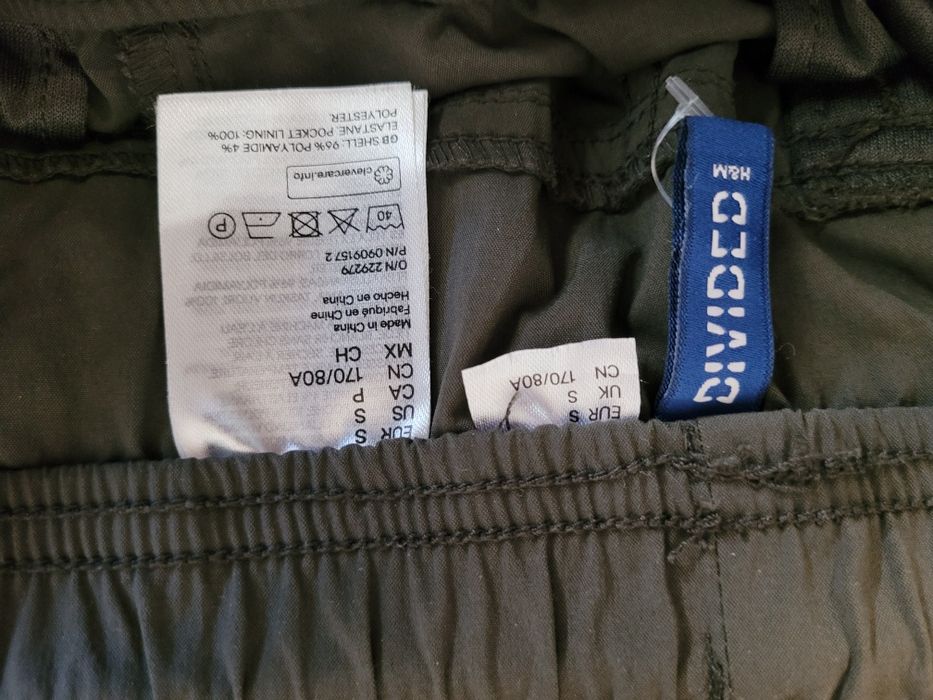 EUR S
US S
CA P
CN 170/80A
MX CH
Made in China
Fabriqué en Chine
Hecho en China
O/N 229279
P/N 0909157 2
40
P
clevercare.info
GB SHELL: 96% POLYAMIDE 4%
ELASTANE; POCKET LINING: 100%
POLYESTER
EUR S
UK S
CN 170/80A
DIVIDED
H&M